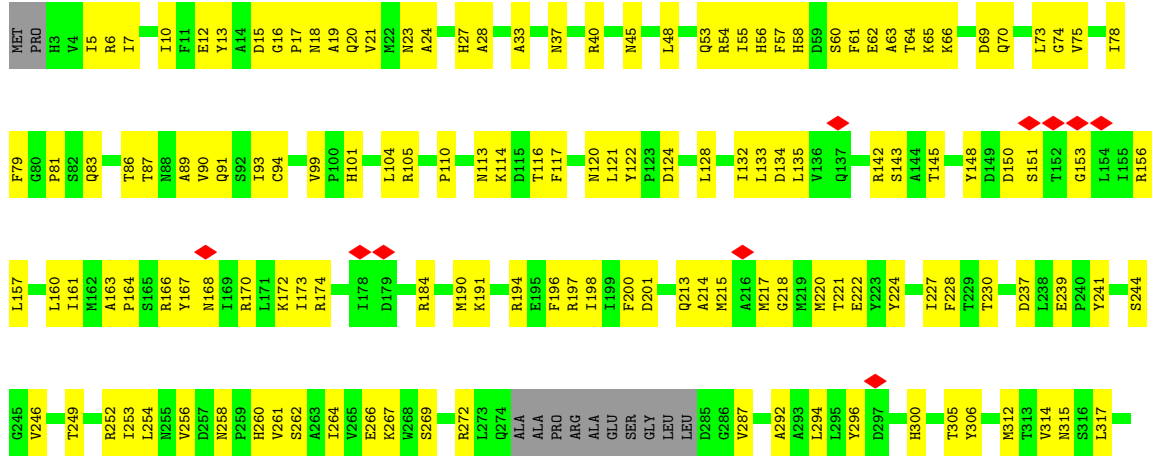 MET PRO H3 V4 I5 R6 I7 I10 F11 E12 Y13 A14 D15 G16 P17 N18 A19 Q20 V21 M22 N23 A24 H27 A28 A33 N37 R40 N45 L48 Q53 R54 I55 H56 F57 H58 D59 S60 F61 E62 A63 T64 K65 K66 D69 Q70 L73 G74 V75 I78
F79 G80 P81 S82 Q83 T86 T87 N88 A89 V90 Q91 S92 I93 C94 V99 P100 H101 L104 R105 P110 N113 K114 D115 T116 F117 N120 L121 Y122 P123 D124 L128 I132 L133 D134 L135 V136 Q137 R142 S143 A144 T145 Y148 D149 D150 S151 T152 G153 L154 I155 R156
L157 L160 I161 M162 A163 P164 S165 R166 Y167 N168 I169 R170 L171 K172 I173 R174 I178 D179 R184 M190 K191 R194 E195 F196 R197 I198 I199 F200 D201 Q213 A214 M215 A216 M217 G218 M219 M220 T221 E222 Y223 Y224 I227 F228 T229 T230 D237 L238 E239 P240 Y241 S244
G245 V246 T249 R252 I253 L254 N255 V256 D257 N258 P259 H260 V261 S262 A263 I264 V265 E266 K267 W268 S269 R272 L273 Q274 ALA ALA PRO ARG ALA GLU SER GLY LEU LEU D285 G286 V287 A292 A293 L294 L295 Y296 D297 H300 T305 Y306 M312 T313 V314 N315 S316 L317